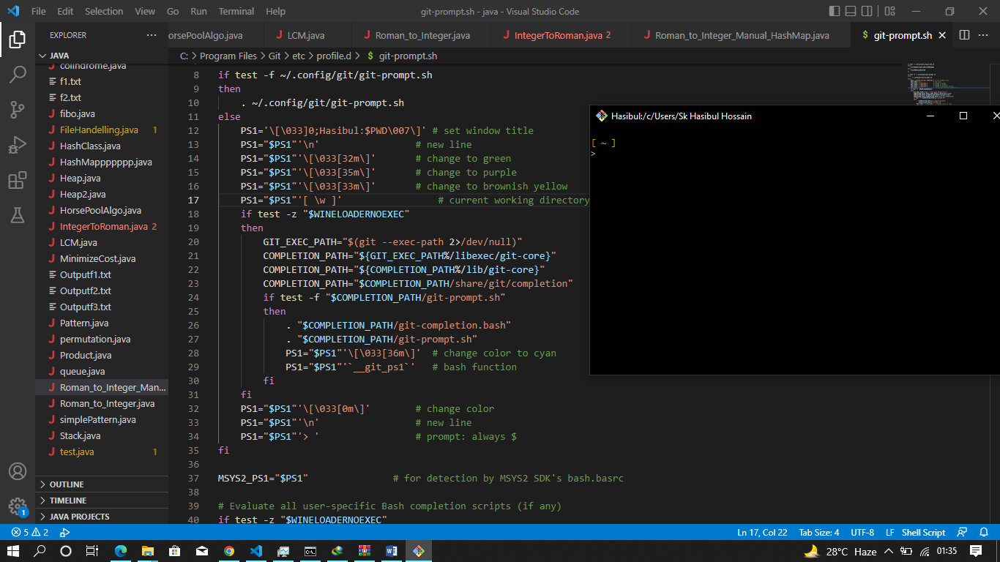 File Edit Selection View Go Run Terminal Help
git-prompt.sh - java - Visual Studio Code
EXPLORER
orsePoolAlgo.java
LCM.java
Roman_to_Integer.java
IntegerToRoman.java 2
Roman_to_Integer_Manual_HashMap.java
git-prompt.sh
JAVA
C: > Program Files > Git > etc > profile.d > $ git-prompt.sh
colindrome.java
f1.txt
f2.txt
fibo.java
FileHandelling.java 1
HashClass.java
HashMapppppppp.java
Heap.java
Heap2.java
HorsePoolAlgo.java
IntegerToRoman.java 2
LCM.java
MinimizeCost.java
Outputf1.txt
Outputf2.txt
Outputf3.txt
Pattern.java
permutation.java
Product.java
queue.java
Roman_to_Integer_Man...
Roman_to_Integer.java
simplePattern.java
Stack.java
test.java 1
OUTLINE
TIMELINE
JAVA PROJECTS
8 if test -f ~/.config/git/git-prompt.sh
9 then
10 . ~/.config/git/git-prompt.sh
11 else
12 PS1='\[\033]0;Hasibul:$PWD\007\]' # set window title
13 PS1="$PS1"'\n' # new line
14 PS1="$PS1"'\[\033[32m\]' # change to green
15 PS1="$PS1"'\[\033[35m\]' # change to purple
16 PS1="$PS1"'\[\033[33m\]' # change to brownish yellow
17 PS1="$PS1"'[ \w ]' # current working directory
18 if test -z "$WINELOADERNOEXEC"
19 then
20 GIT_EXEC_PATH="$(git --exec-path 2>/dev/null)"
21 COMPLETION_PATH="${GIT_EXEC_PATH%/libexec/git-core}"
22 COMPLETION_PATH="${COMPLETION_PATH%/lib/git-core}"
23 COMPLETION_PATH="$COMPLETION_PATH/share/git/completion"
24 if test -f "$COMPLETION_PATH/git-prompt.sh"
25 then
26 . "$COMPLETION_PATH/git-completion.bash"
27 . "$COMPLETION_PATH/git-prompt.sh"
28 PS1="$PS1"'\[\033[36m\]' # change color to cyan
29 PS1="$PS1"'`__git_ps1`' # bash function
30 fi
31 fi
32 PS1="$PS1"'\[\033[0m\]' # change color
33 PS1="$PS1"'\n' # new line
34 PS1="$PS1"'> ' # prompt: always $
35 fi
36
37 MSYS2_PS1="$PS1" # for detection by MSYS2 SDK's bash.basrc
38
39 # Evaluate all user-specific Bash completion scripts (if any)
40 if test -z "$WINELOADERNOEXEC"
Hasibul:/c/Users/Sk Hasibul Hossain
[ ~ ]
>
1
5 2
Ln 17, Col 22 Tab Size: 4 UTF-8 LF Shell Script
28°C Haze
01:35